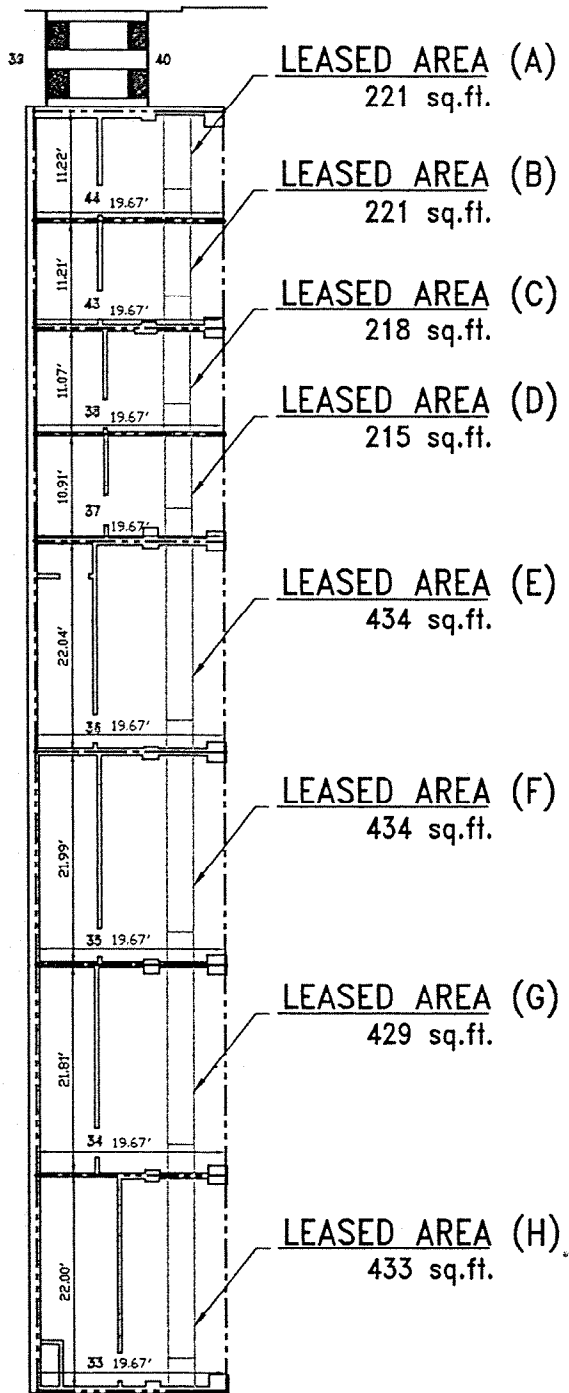 39
40
LEASED AREA (A)
221 sq.ft.
11.22'
44 19.67'
LEASED AREA (B)
221 sq.ft.
11.21'
43 19.67'
LEASED AREA (C)
218 sq.ft.
11.07'
38 19.67'
LEASED AREA (D)
215 sq.ft.
10.91'
37 19.67'
LEASED AREA (E)
434 sq.ft.
22.04'
36 19.67'
LEASED AREA (F)
434 sq.ft.
21.99'
35 19.67'
LEASED AREA (G)
429 sq.ft.
21.81'
34 19.67'
LEASED AREA (H)
433 sq.ft.
22.00'
33 19.67'